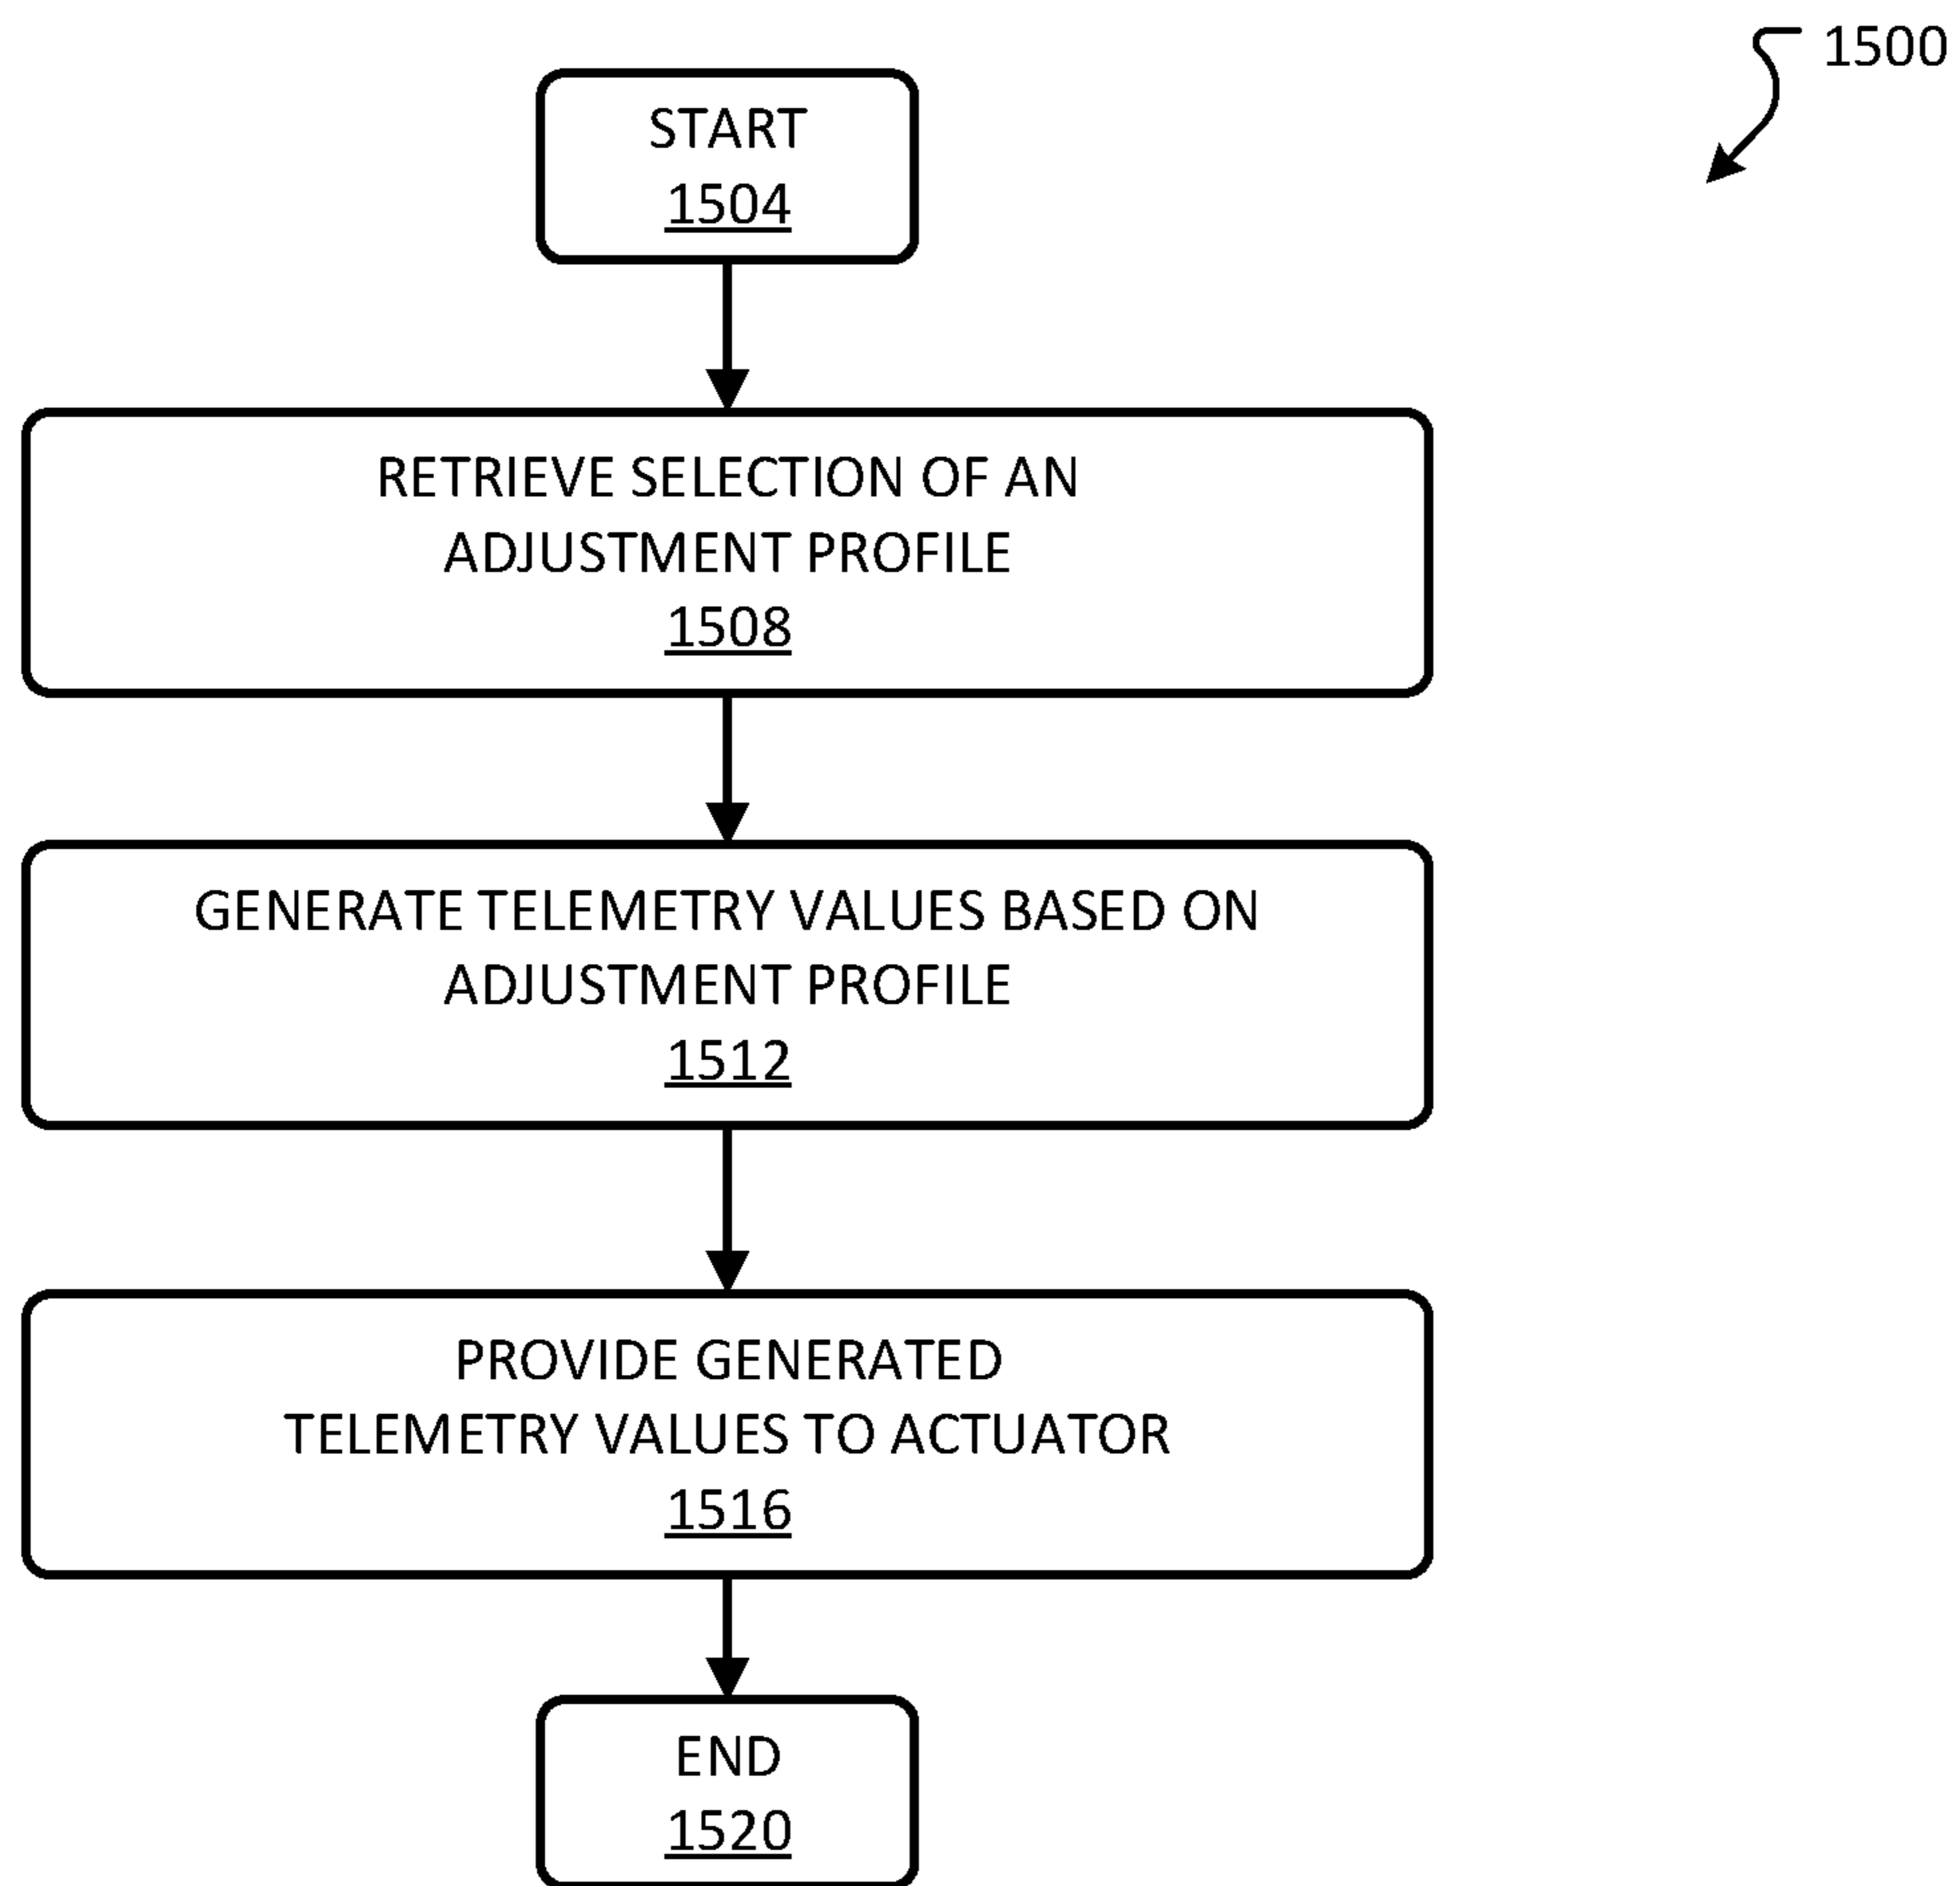 1500
START
1504
RETRIEVE SELECTION OF AN
ADJUSTMENT PROFILE
1508
GENERATE TELEMETRY VALUES BASED ON
ADJUSTMENT PROFILE
1512
PROVIDE GENERATED
TELEMETRY VALUES TO ACTUATOR
1516
END
1520